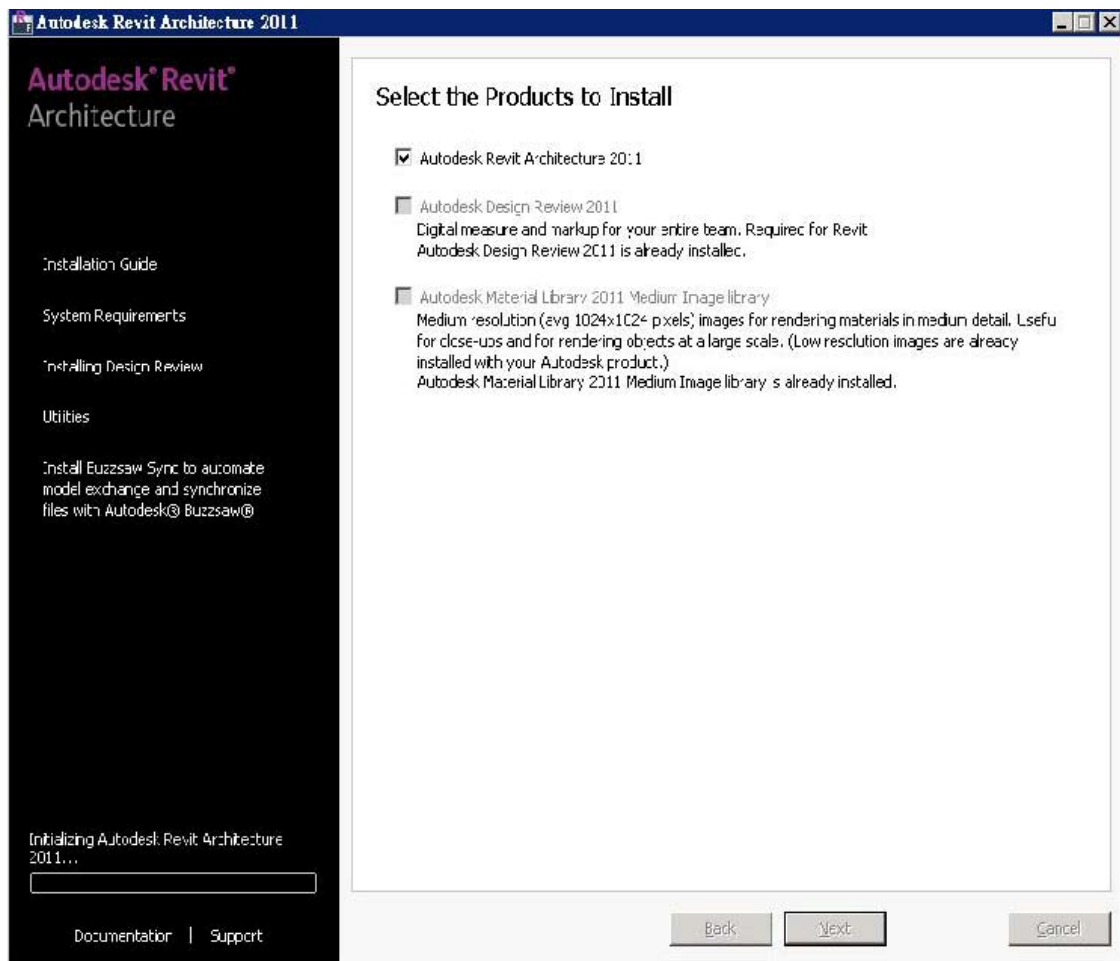 Autodesk Revit Architecture 2011
Autodesk® Revit®
Architecture
Installation Guide
System Requirements
Installing Design Review
Utilities
Install Buzzsaw Sync to automate
model exchange and synchronize
files with Autodesk® Buzzsaw®
Initializing Autodesk Revit Architecture
2011...
Documentation | Support
Select the Products to Install
Autodesk Revit Architecture 2011
Autodesk Design Review 2011
Digital measure and markup for your entire team. Required for Revit
Autodesk Design Review 2011 is already installed.
Autodesk Material Library 2011 Medium Image library
Medium resolution (avg 1024x1024 pixels) images for rendering materials in medium detail. Useful
for close-ups and for rendering objects at a large scale. (Low resolution images are already
installed with your Autodesk product.)
Autodesk Material Library 2011 Medium Image library is already installed.
Back
Next
Cancel